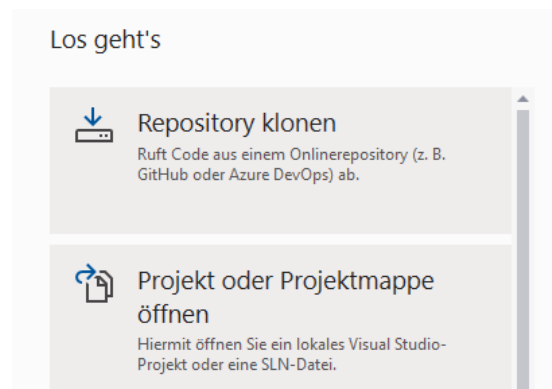 Los geht's
Repository klonen
Ruft Code aus einem Onlinerepository (z. B.
GitHub oder Azure DevOps) ab.
Projekt oder Projektmappe
öffnen
Hiermit öffnen Sie ein lokales Visual Studio-
Projekt oder eine SLN-Datei.